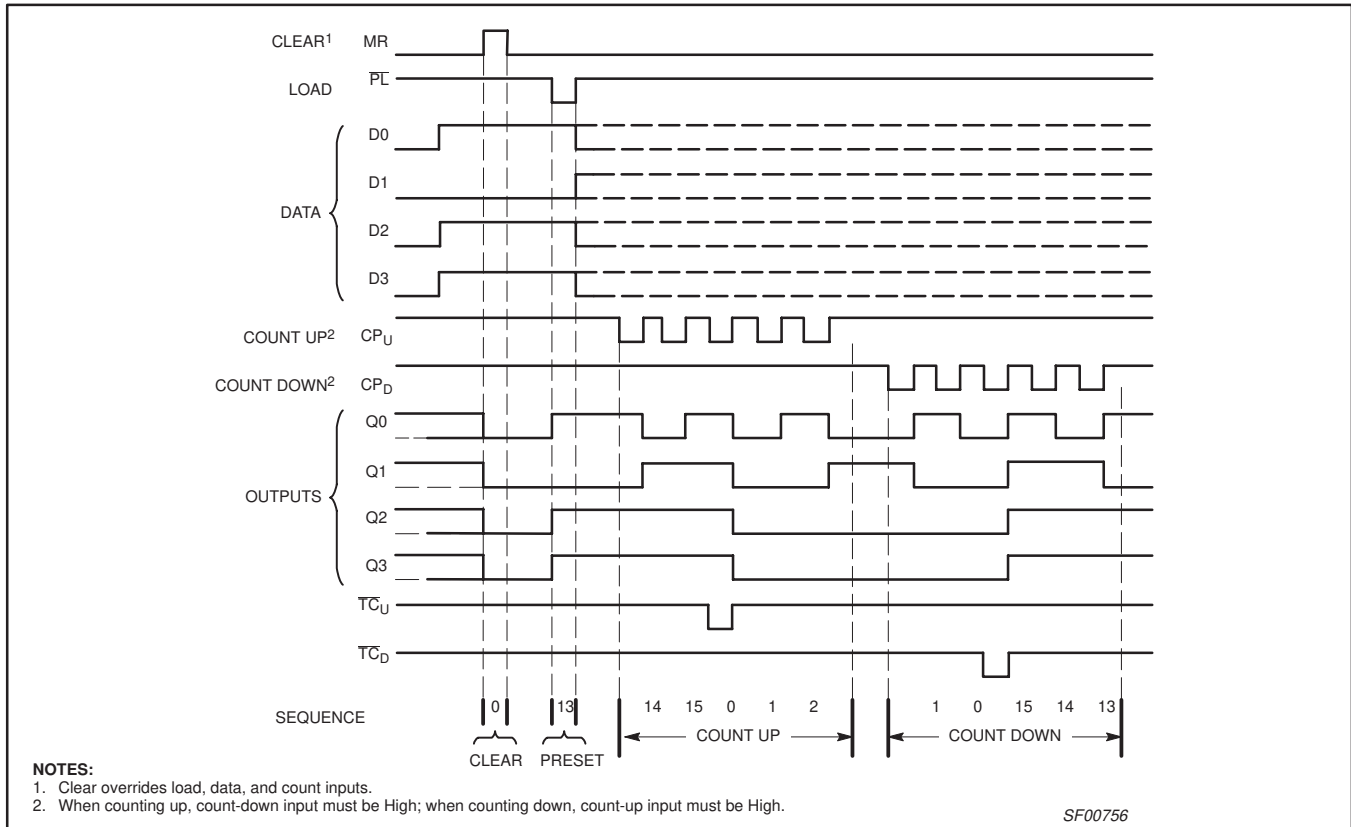 CLEAR1 MR
LOAD PL
DATA
D0
D1
D2
D3
COUNT UP2 CPU
COUNT DOWN2 CPD
OUTPUTS
Q0
Q1
Q2
Q3
TCU
TCD
SEQUENCE 0 13 14 15 0 1 2 1 0 15 14 13
COUNT UP COUNT DOWN
CLEAR PRESET
NOTES:
1. Clear overrides load, data, and count inputs.
2. When counting up, count-down input must be High; when counting down, count-up input must be High.
SF00756